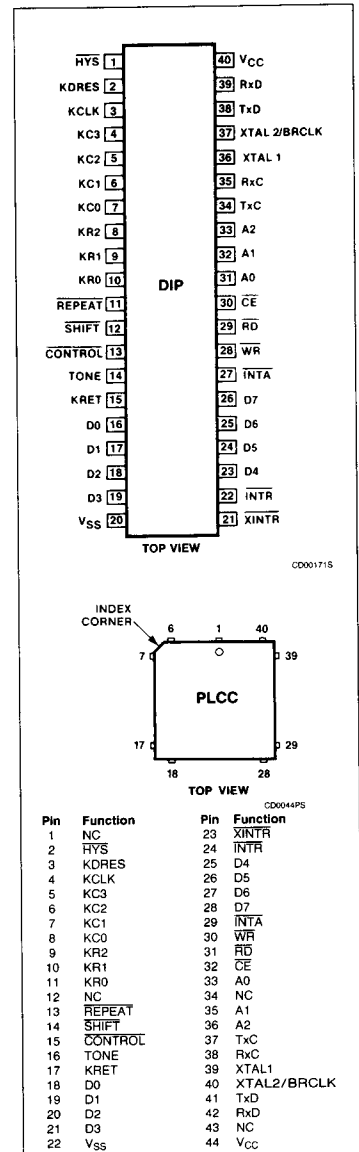 HYS 1 40 VCC
KDRES 2 39 RxD
KCLK 3 38 TxD
KC3 4 37 XTAL 2/BRCLK
KC2 5 36 XTAL 1
KC1 6 35 RxC
KC0 7 34 TxC
KR2 8 33 A2
KR1 9 32 A1
KR0 10 31 A0
DIP
REPEAT 11 30 CE
SHIFT 12 29 RD
CONTROL 13 28 WR
TONE 14 27 INTA
KRET 15 26 D7
D0 16 25 D6
D1 17 24 D5
D2 18 23 D4
D3 19 22 INTR
VSS 20 21 XINTR
TOP VIEW
CD00171S
INDEX
CORNER
6 1 40
7 39
PLCC
17 29
18 28
TOP VIEW
CD0044PS
Pin Function Pin Function
1 NC 23 XINTR
2 HYS 24 INTR
3 KDRES 25 D4
4 KCLK 26 D5
5 KC3 27 D6
6 KC2 28 D7
7 KC1 29 INTA
8 KC0 30 WR
9 KR2 31 RD
10 KR1 32 CE
11 KR0 33 A0
12 NC 34 NC
13 REPEAT 35 A1
14 SHIFT 36 A2
15 CONTROL 37 TxC
16 TONE 38 RxC
17 KRET 39 XTAL1
18 D0 40 XTAL2/BRCLK
19 D1 41 TxD
20 D2 42 RxD
21 D3 43 NC
22 VSS 44 VCC